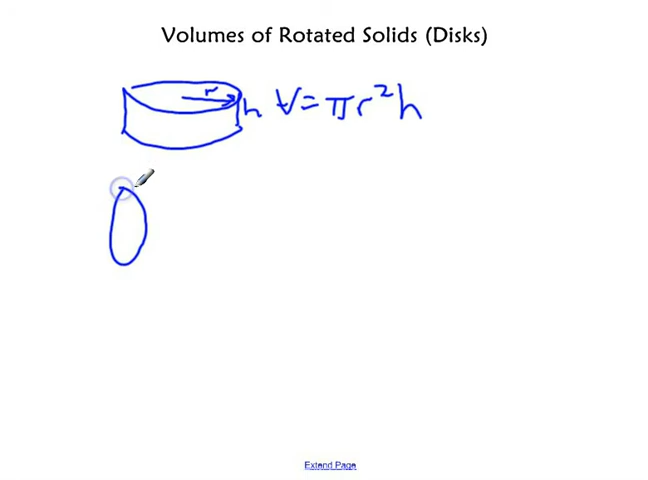 Volumes of Rotated Solids (Disks)
r
h V = πr²h
Extend Page